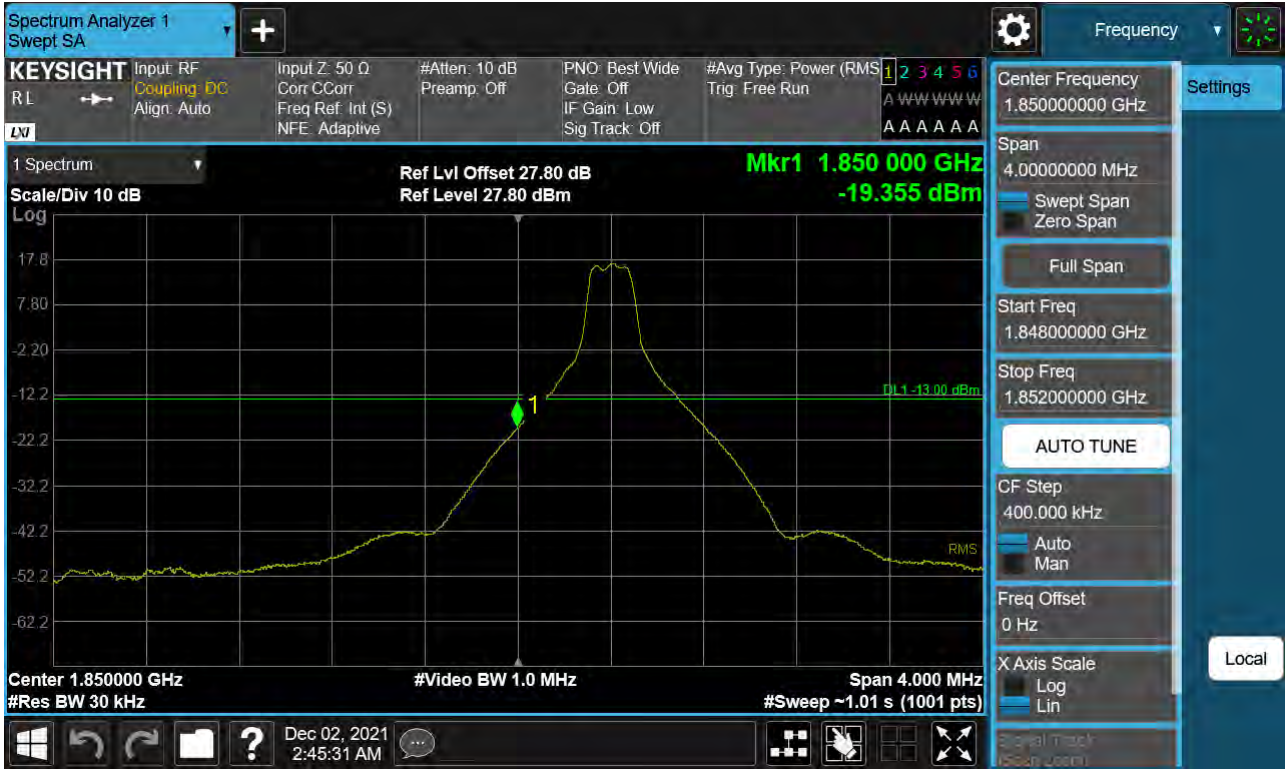 Spectrum Analyzer 1
Swept SA
Frequency
KEYSIGHT
R L
LXI
Input: RF
Coupling: DC
Align: Auto
Input Z: 50 Ω
Corr CCorr
Freq Ref: Int (S)
NFE: Adaptive
#Atten: 10 dB
Preamp: Off
PNO: Best Wide
Gate: Off
IF Gain: Low
Sig Track: Off
#Avg Type: Power (RMS
Trig: Free Run
1 2 3 4 5 6
A W W W W W
A A A A A A
1 Spectrum
Scale/Div 10 dB
Log
Ref Lvl Offset 27.80 dB
Ref Level 27.80 dBm
Mkr1 1.850 000 GHz
-19.355 dBm
17.8
7.80
-2.20
-12.2
-22.2
-32.2
-42.2
-52.2
-62.2
DL1 -13.00 dBm
1
RMS
Center 1.850000 GHz
#Video BW 1.0 MHz
Span 4.000 MHz
#Res BW 30 kHz
#Sweep ~1.01 s (1001 pts)
Center Frequency
1.850000000 GHz
Settings
Span
4.00000000 MHz
Swept Span
Zero Span
Full Span
Start Freq
1.848000000 GHz
Stop Freq
1.852000000 GHz
AUTO TUNE
CF Step
400.000 kHz
Auto
Man
Freq Offset
0 Hz
X Axis Scale
Log
Lin
Local
Signal Track
(Span Zoom)
?
Dec 02, 2021
2:45:31 AM